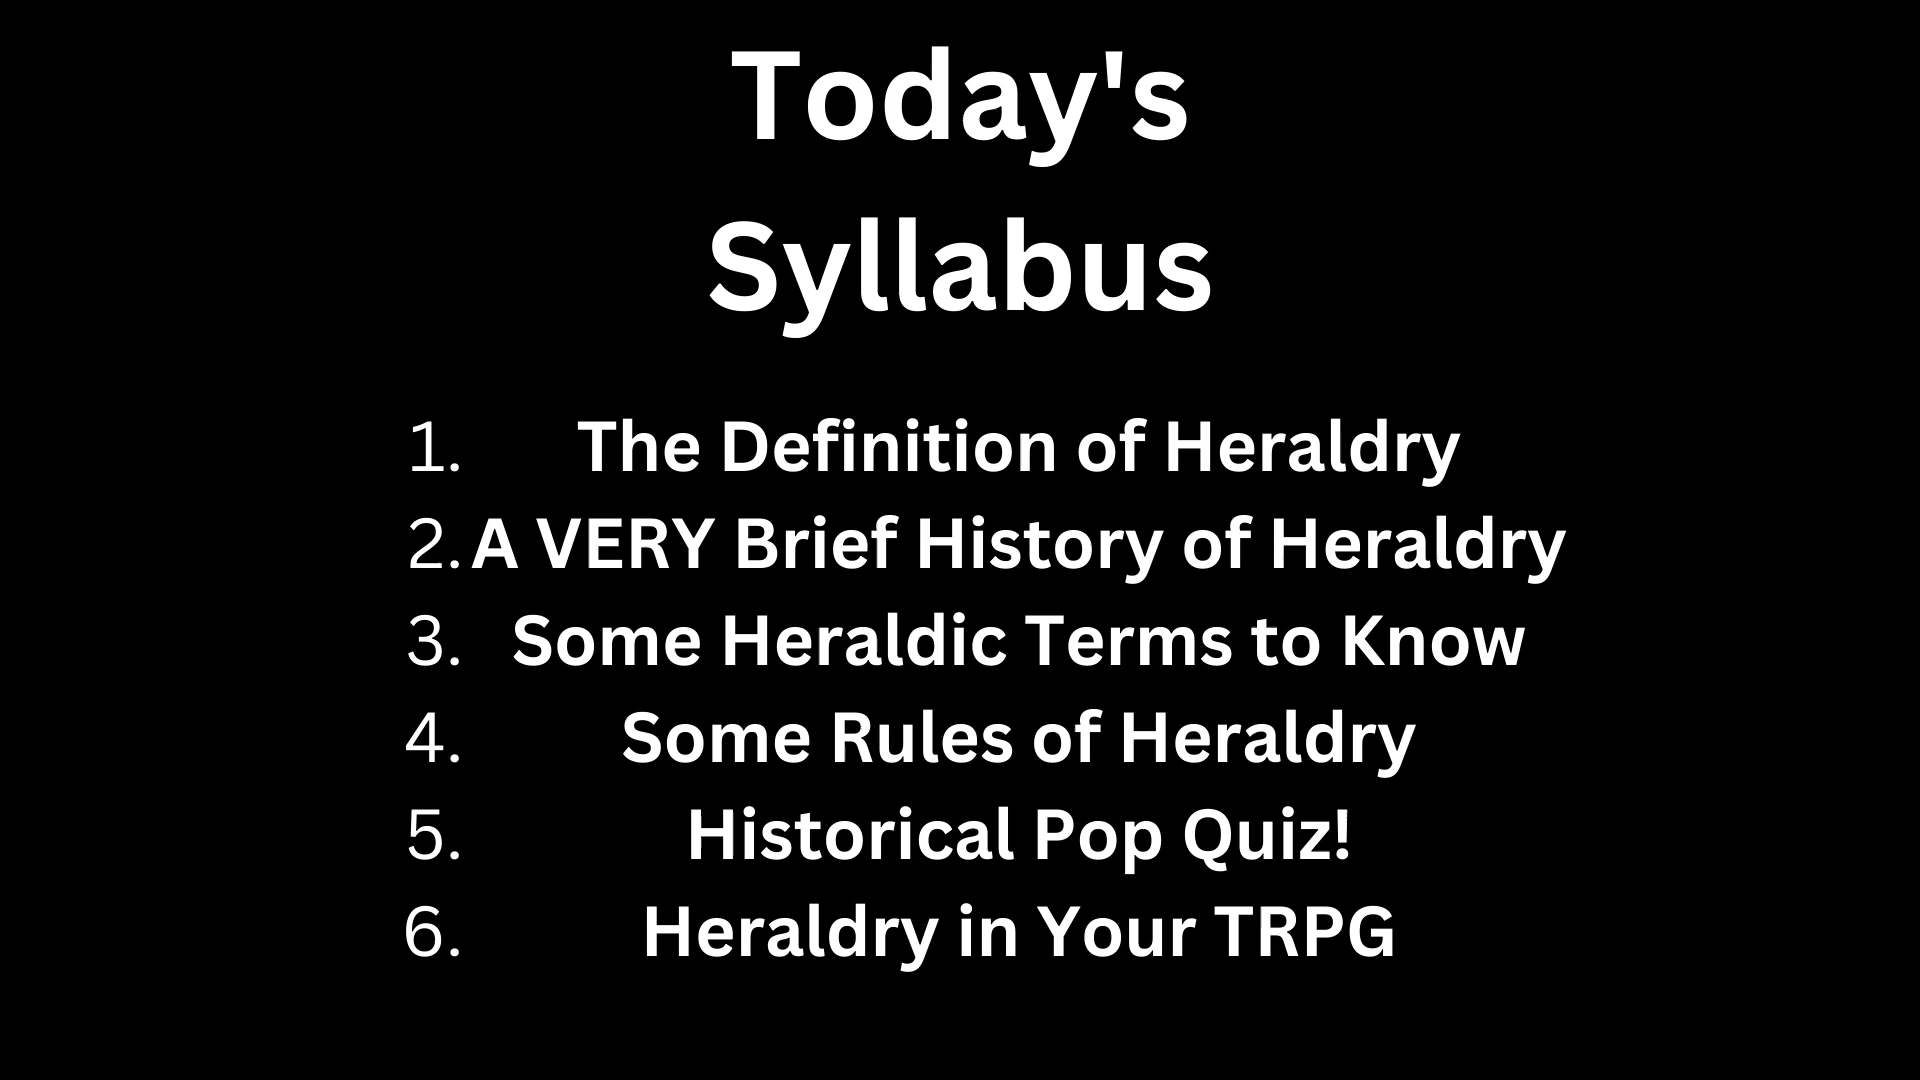 Today's
Syllabus
1. The Definition of Heraldry
2. A VERY Brief History of Heraldry
3. Some Heraldic Terms to Know
4. Some Rules of Heraldry
5. Historical Pop Quiz!
6. Heraldry in Your TRPG